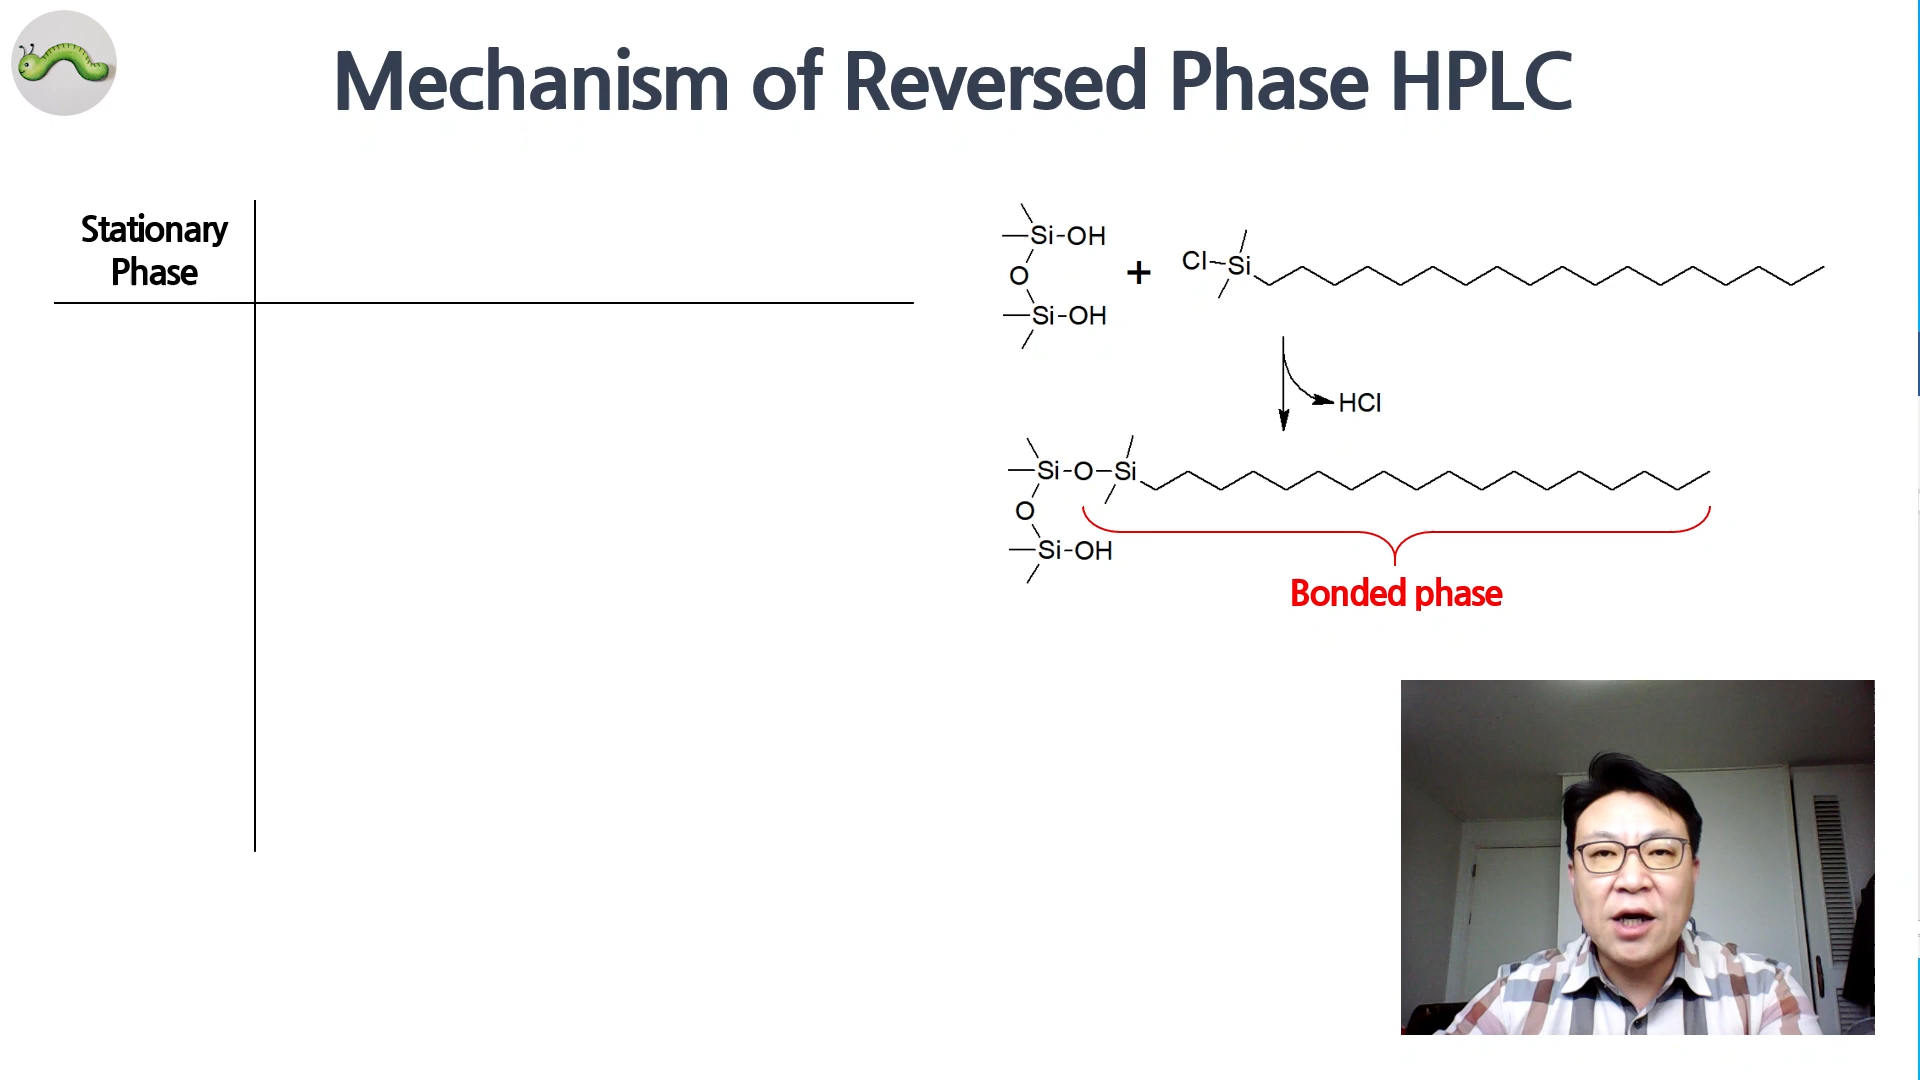 Mechanism of Reversed Phase HPLC
Stationary
Phase
Si-OH
O
Si-OH
+
Cl-Si
HCl
Si-O-Si
O
Si-OH
Bonded phase